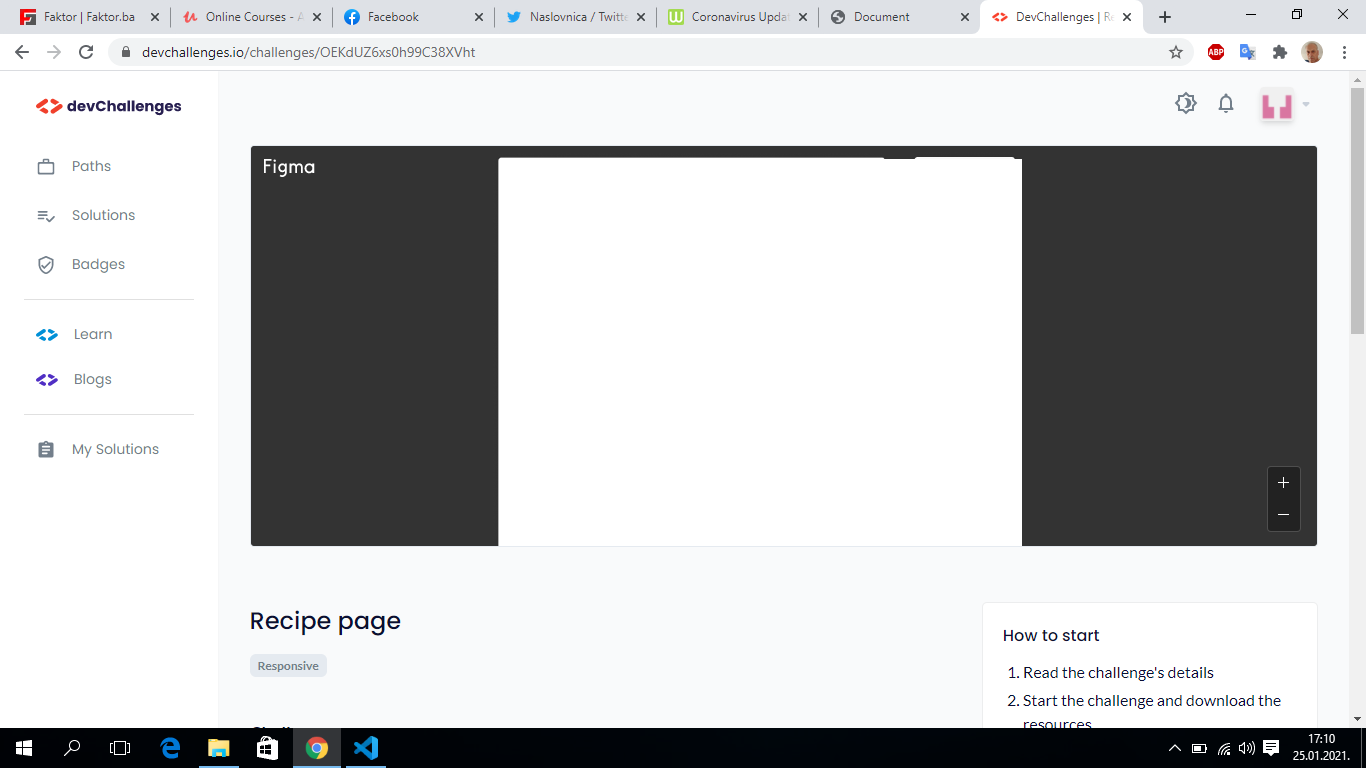 Faktor | Faktor.ba
Online Courses - A
Facebook
Naslovnica / Twitte
Coronavirus Updat
Document
DevChallenges | Re
devchallenges.io/challenges/OEKdUZ6xs0h99C38XVht
ABP
devChallenges
Paths
Solutions
Badges
Learn
Blogs
My Solutions
Figma
+
−
Recipe page
Responsive
How to start
1. Read the challenge's details
2. Start the challenge and download the
resources
17:10
25.01.2021.